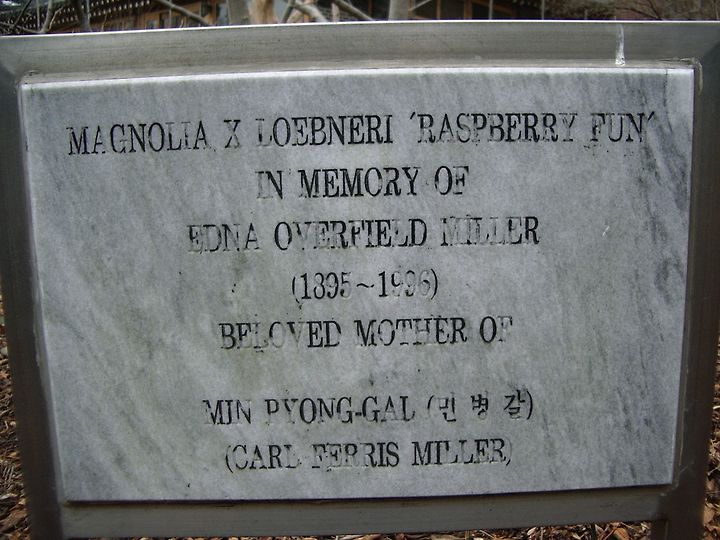 MAGNOLIA X LOEBNERI ´RASPBERRY FUN´
IN MEMORY OF
EDNA OVERFIELD MILLER
(1895~1996)
BELOVED MOTHER OF
MIN PYONG-GAL (민병갈)
(CARL FERRIS MILLER)